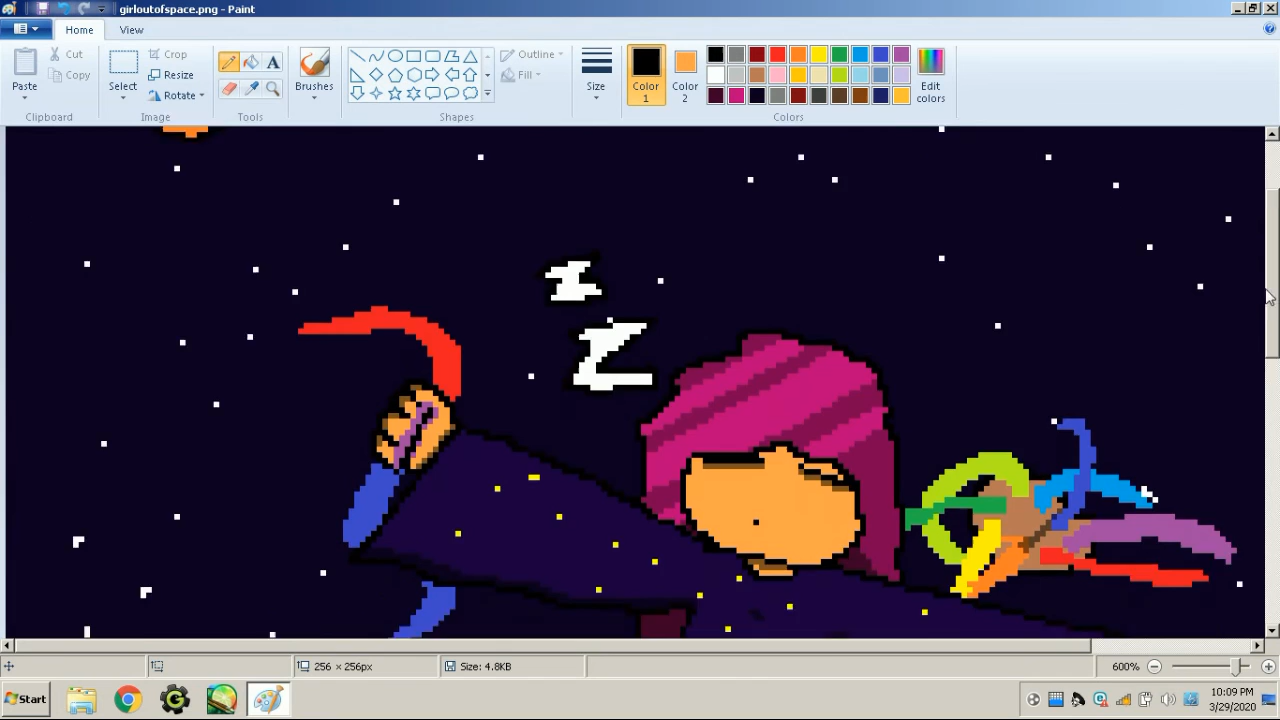 girloutofspace.png - Paint
Home View
Paste Cut Copy Select Crop Resize Rotate A Brushes Outline Fill Size Color 1 Color 2 Edit colors
Clipboard Image Tools Shapes Colors
z
Z
256 × 256px Size: 4.8KB 600%
Start 10:09 PM
3/29/2020